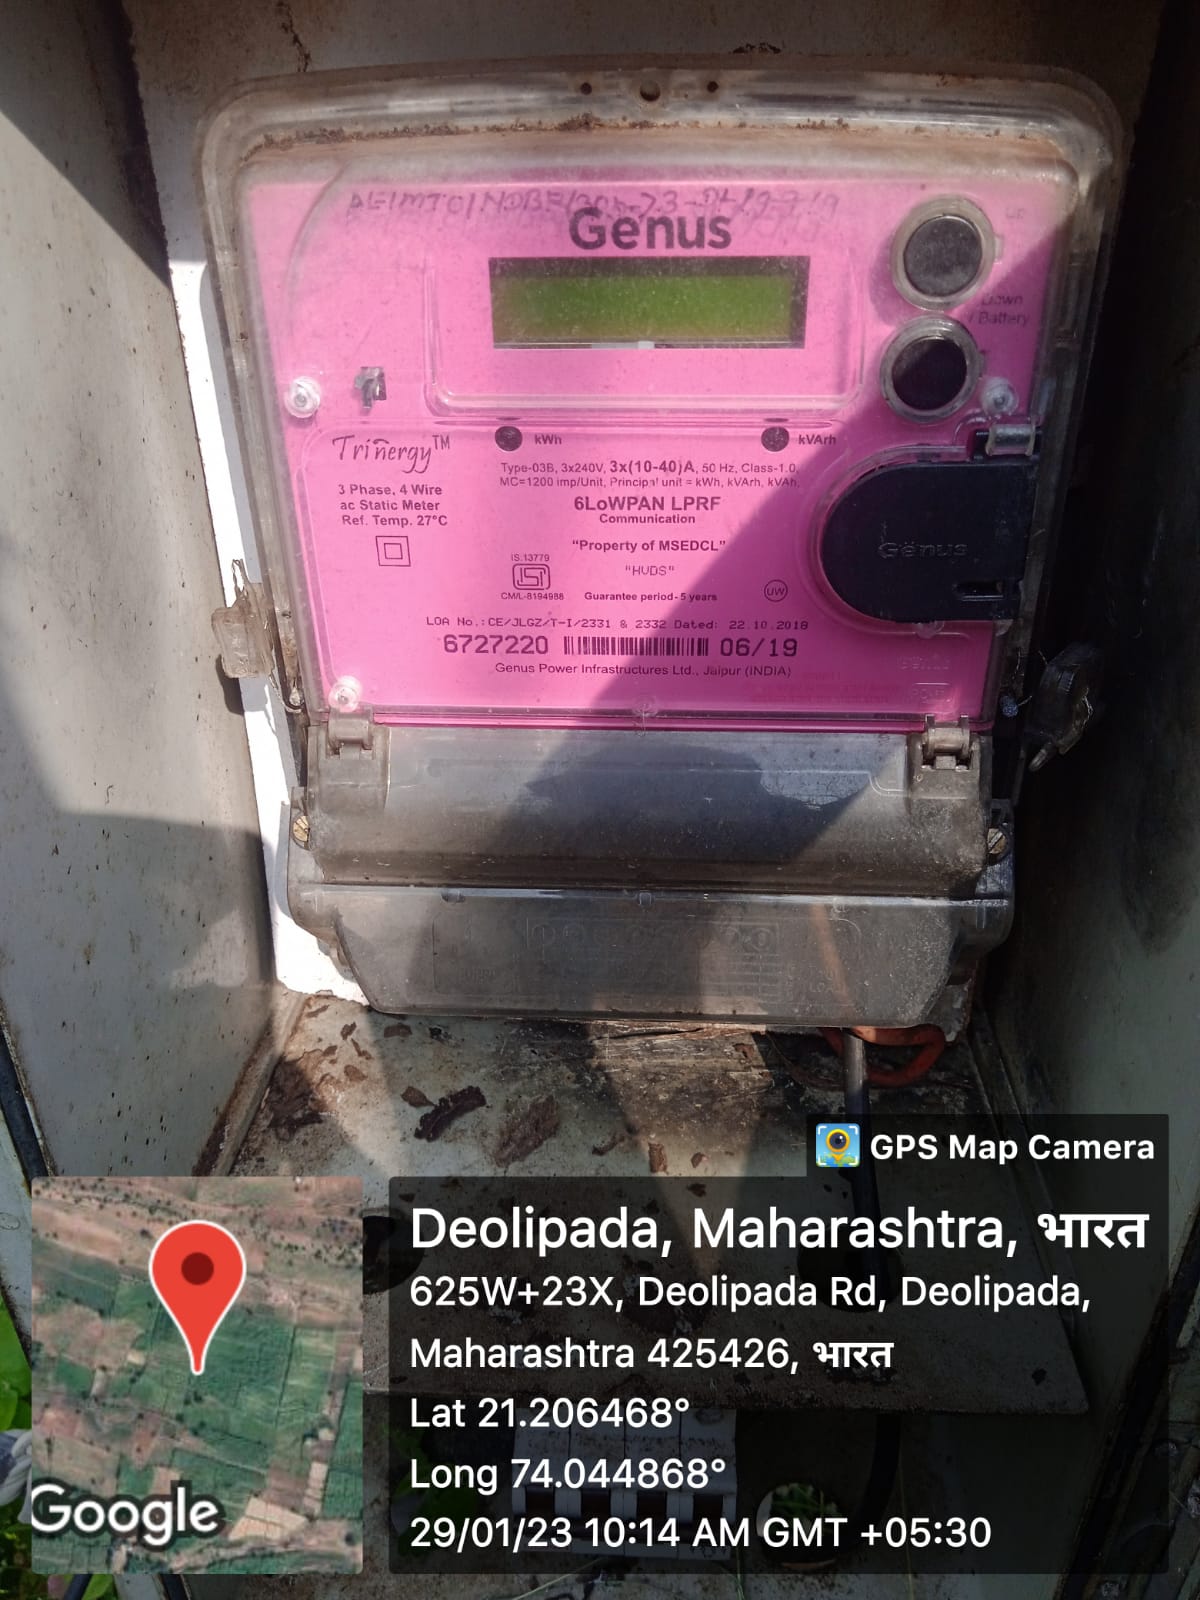 Genus
Down
/ Battery
kWh
kVArh
Trinergy™
3 Phase, 4 Wire
ac Static Meter
Ref. Temp. 27°C
Type-03B, 3x240V, 3x(10-40)A, 50 Hz, Class-1.0,
MC=1200 imp/Unit, Principal unit = kWh, kVArh, kVAh,
6LoWPAN LPRF
Communication
"Property of MSEDCL"
"HVDS"
IS.13779
CM/L-8194988
Guarantee period- 5 years
UW
Genus
LOA No.:CE/JLGZ/T-I/2331 & 2332 Dated: 22.10.2018
6727220 06/19
Genus Power Infrastructures Ltd., Jaipur (INDIA)
GPS Map Camera
Deolipada, Maharashtra, भारत
625W+23X, Deolipada Rd, Deolipada,
Maharashtra 425426, भारत
Lat 21.206468°
Long 74.044868°
29/01/23 10:14 AM GMT +05:30
Google